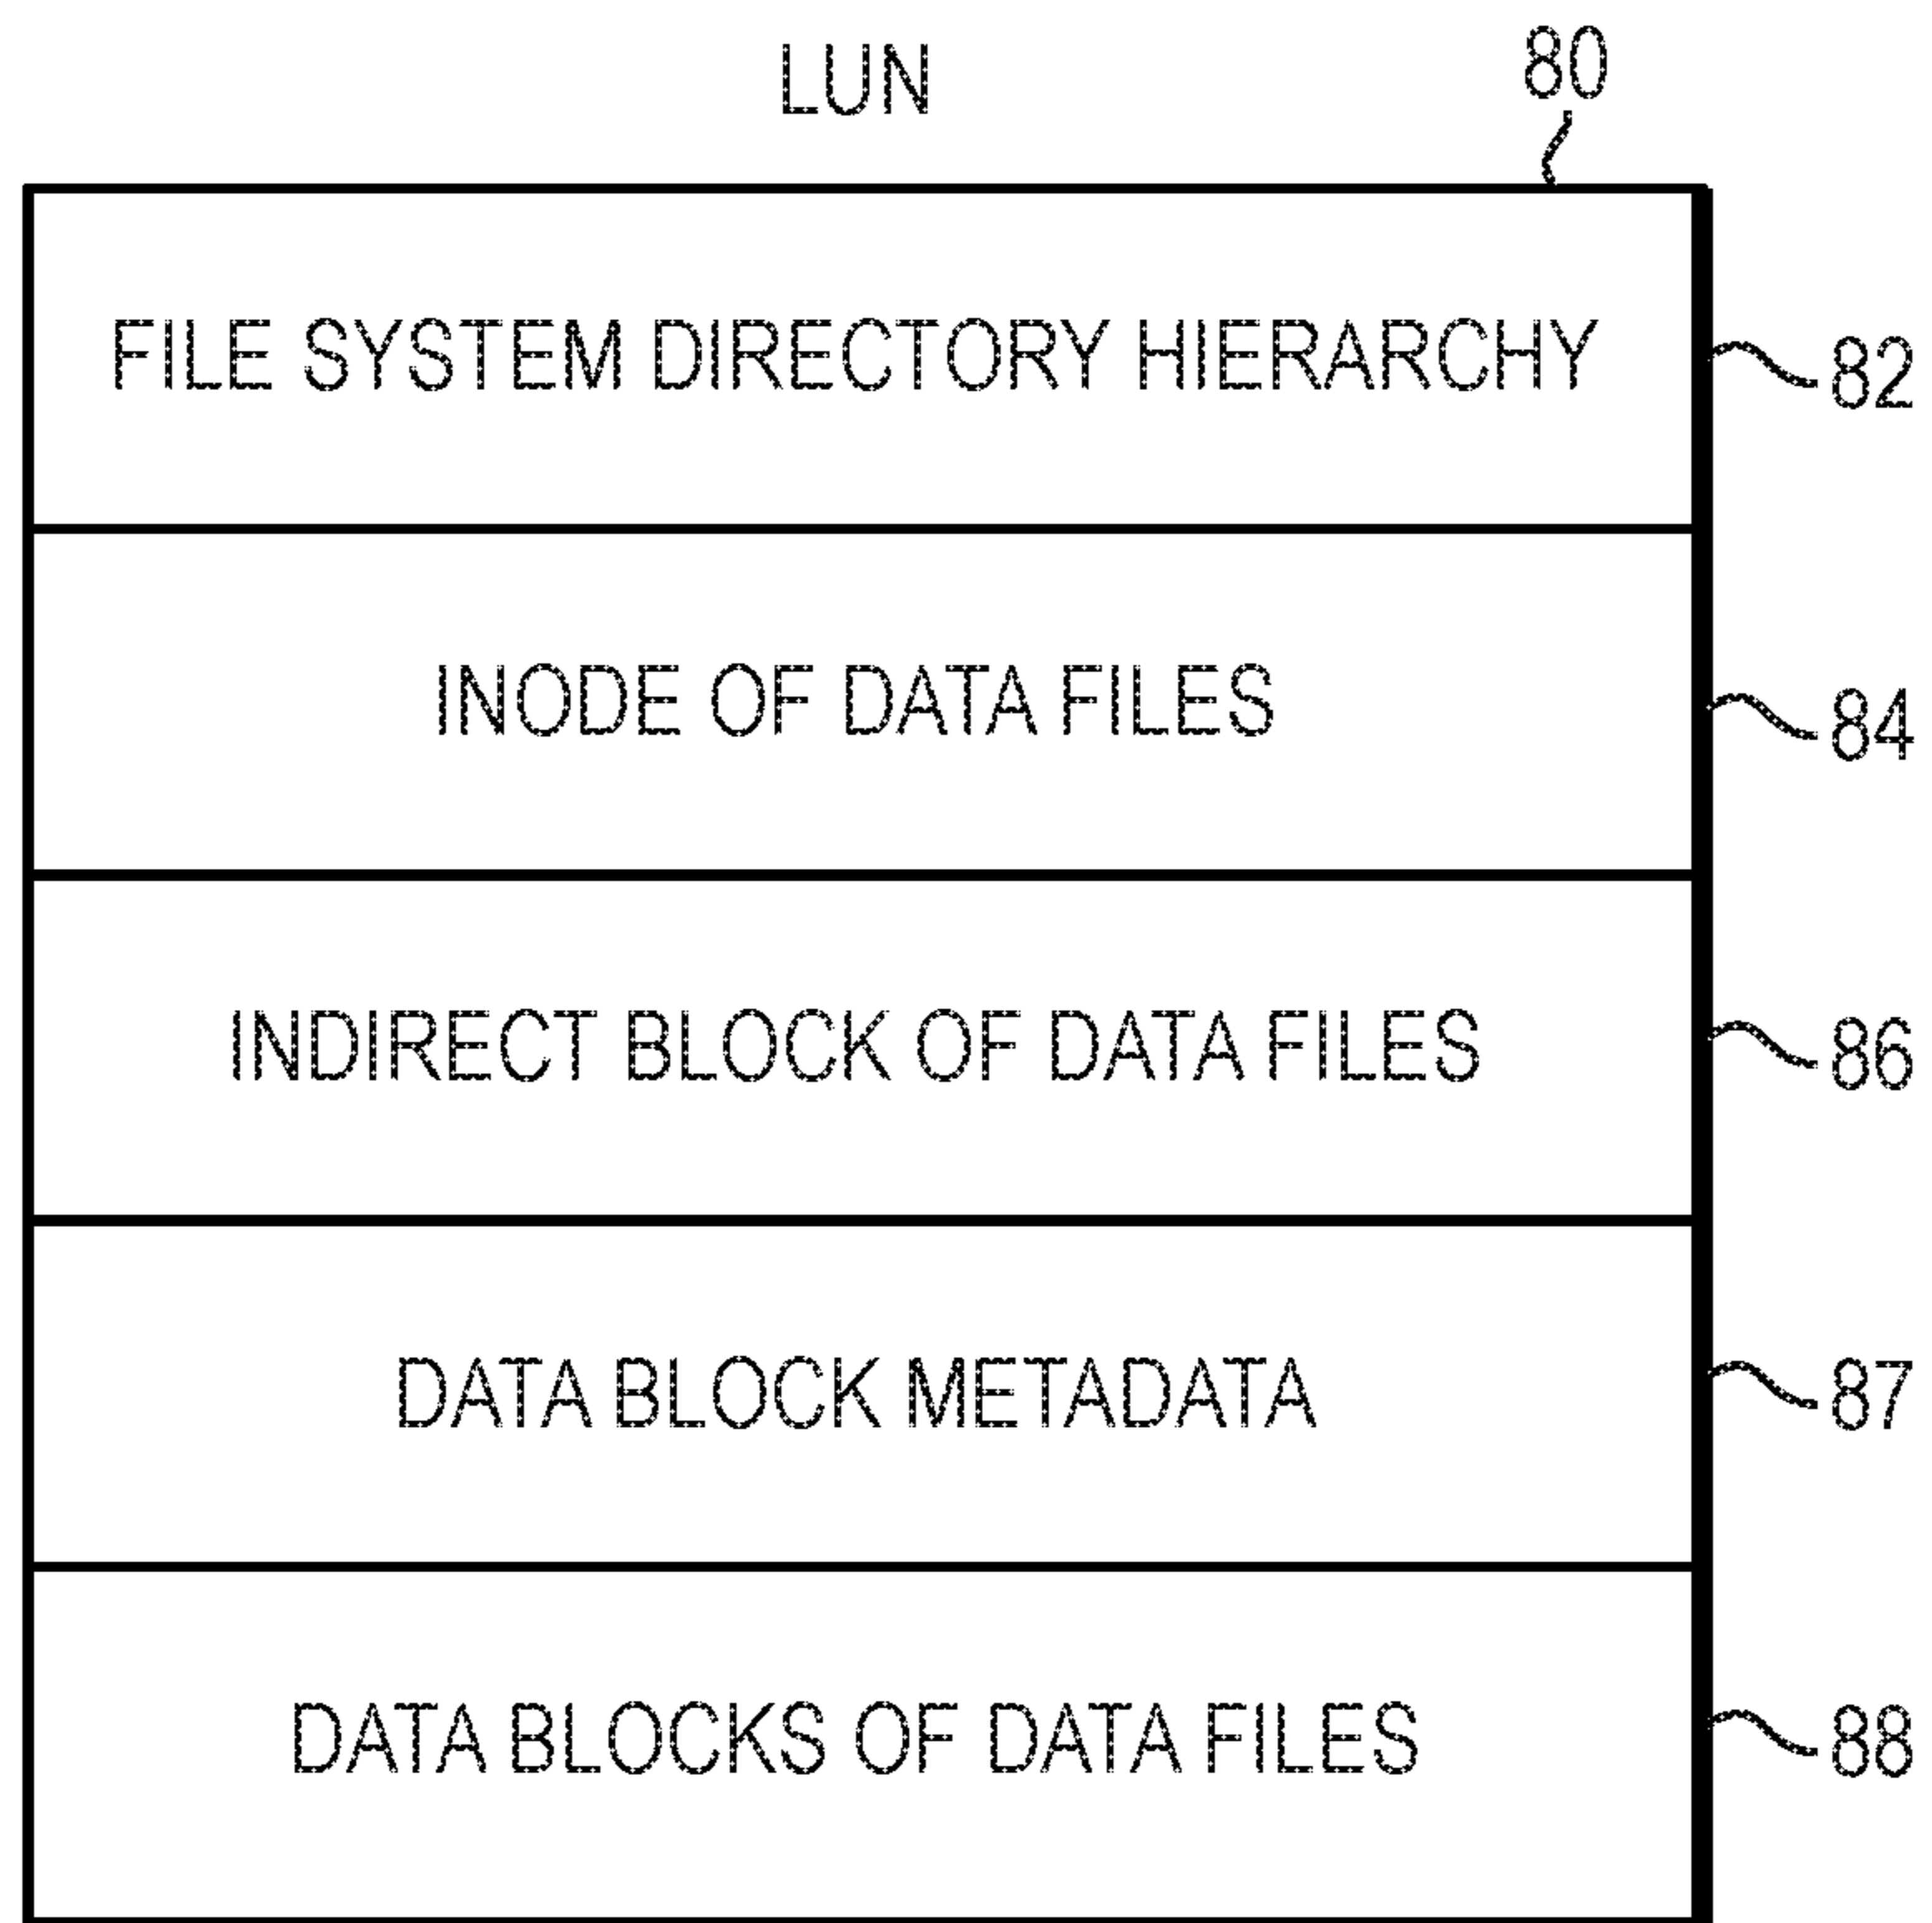 LUN
80
FILE SYSTEM DIRECTORY HIERARCHY
82
INODE OF DATA FILES
84
INDIRECT BLOCK OF DATA FILES
86
DATA BLOCK METADATA
87
DATA BLOCKS OF DATA FILES
88